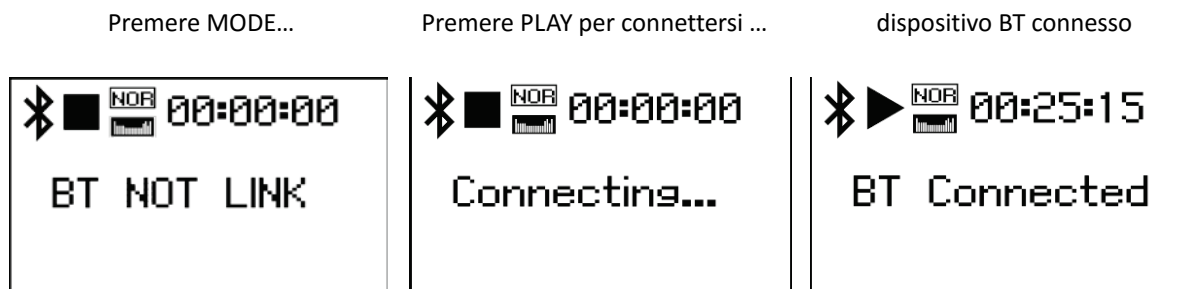 Premere MODE…
Premere PLAY per connettersi …
dispositivo BT connesso
NOR 00:00:00
BT NOT LINK
NOR 00:00:00
Connecting...
NOR 00:25:15
BT Connected